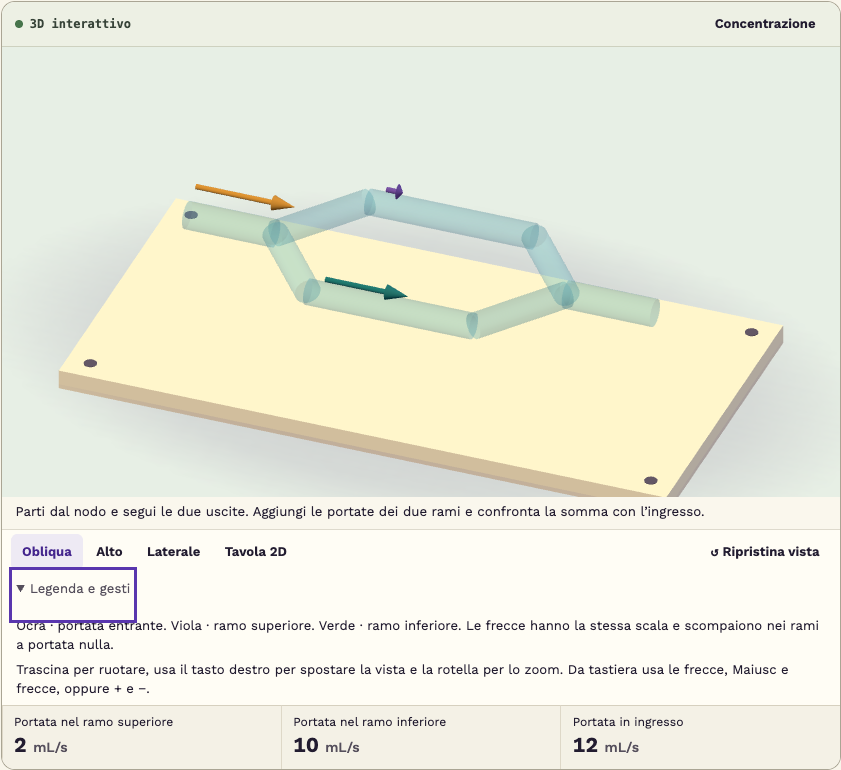 3D interattivo
Concentrazione
Parti dal nodo e segui le due uscite. Aggiungi le portate dei due rami e confronta la somma con l’ingresso.
Obliqua Alto Laterale Tavola 2D ↺ Ripristina vista
▼ Legenda e gesti
Ocra · portata entrante. Viola · ramo superiore. Verde · ramo inferiore. Le frecce hanno la stessa scala e scompaiono nei rami
a portata nulla.
Trascina per ruotare, usa il tasto destro per spostare la vista e la rotella per lo zoom. Da tastiera usa le frecce, Maiusc e
frecce, oppure + e −.
Portata nel ramo superiore
2 mL/s
Portata nel ramo inferiore
10 mL/s
Portata in ingresso
12 mL/s